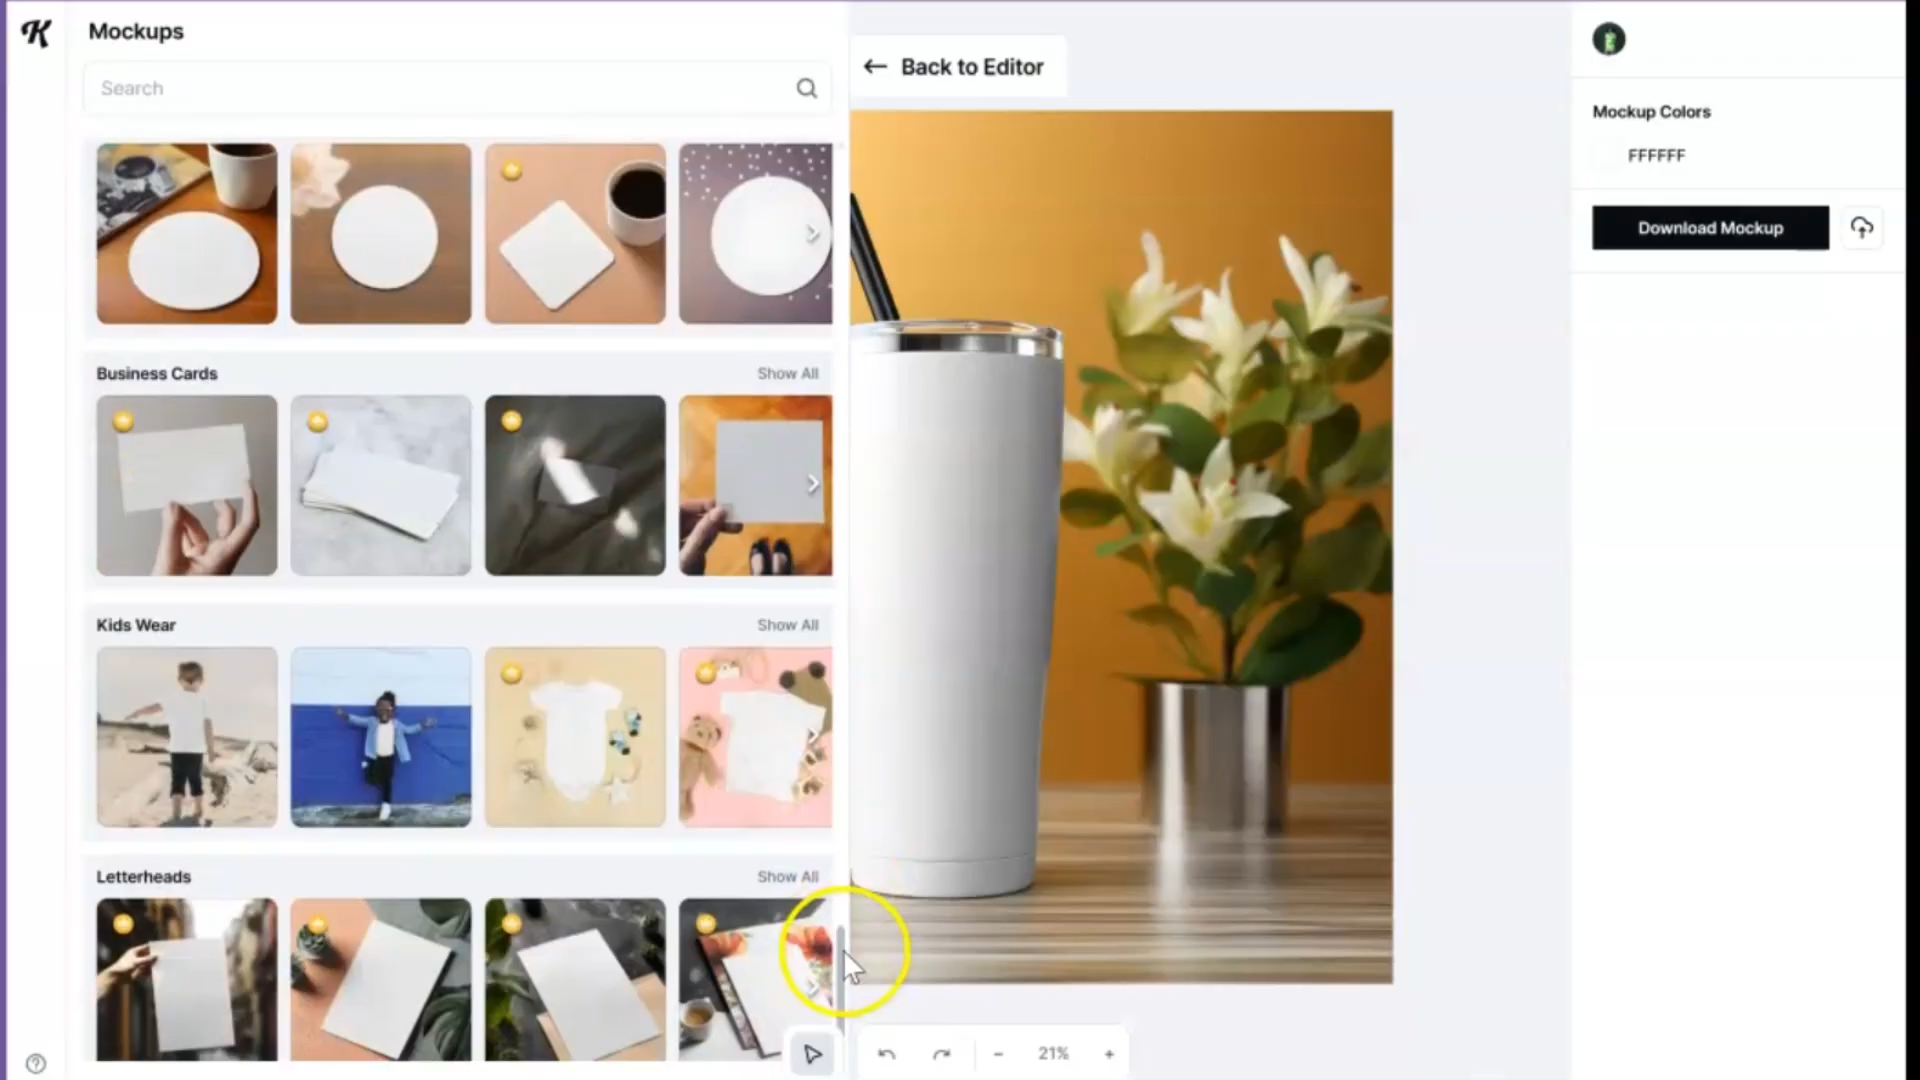 K
Mockups
Search
Back to Editor
Business Cards
Show All
Kids Wear
Show All
Letterheads
Show All
21%
Mockup Colors
FFFFFF
Download Mockup